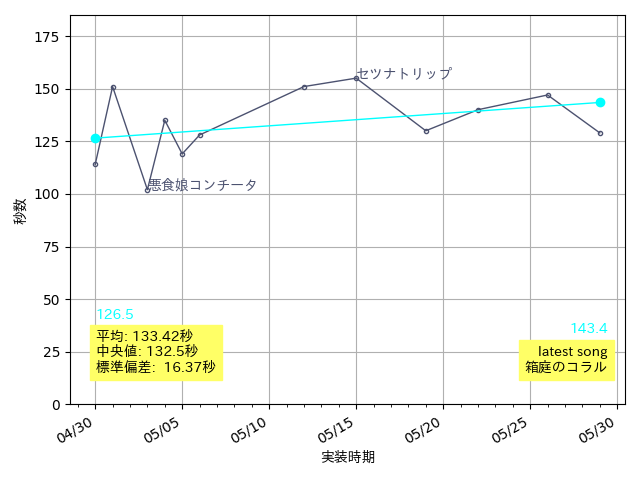 175
150
125
100
75
50
25
0
秒数
セツナトリップ
悪食娘コンチータ
126.5
平均: 133.42秒
中央値: 132.5秒
標準偏差: 16.37秒
143.4
latest song
箱庭のコラル
04/30
05/05
05/10
05/15
05/20
05/25
05/30
実装時期